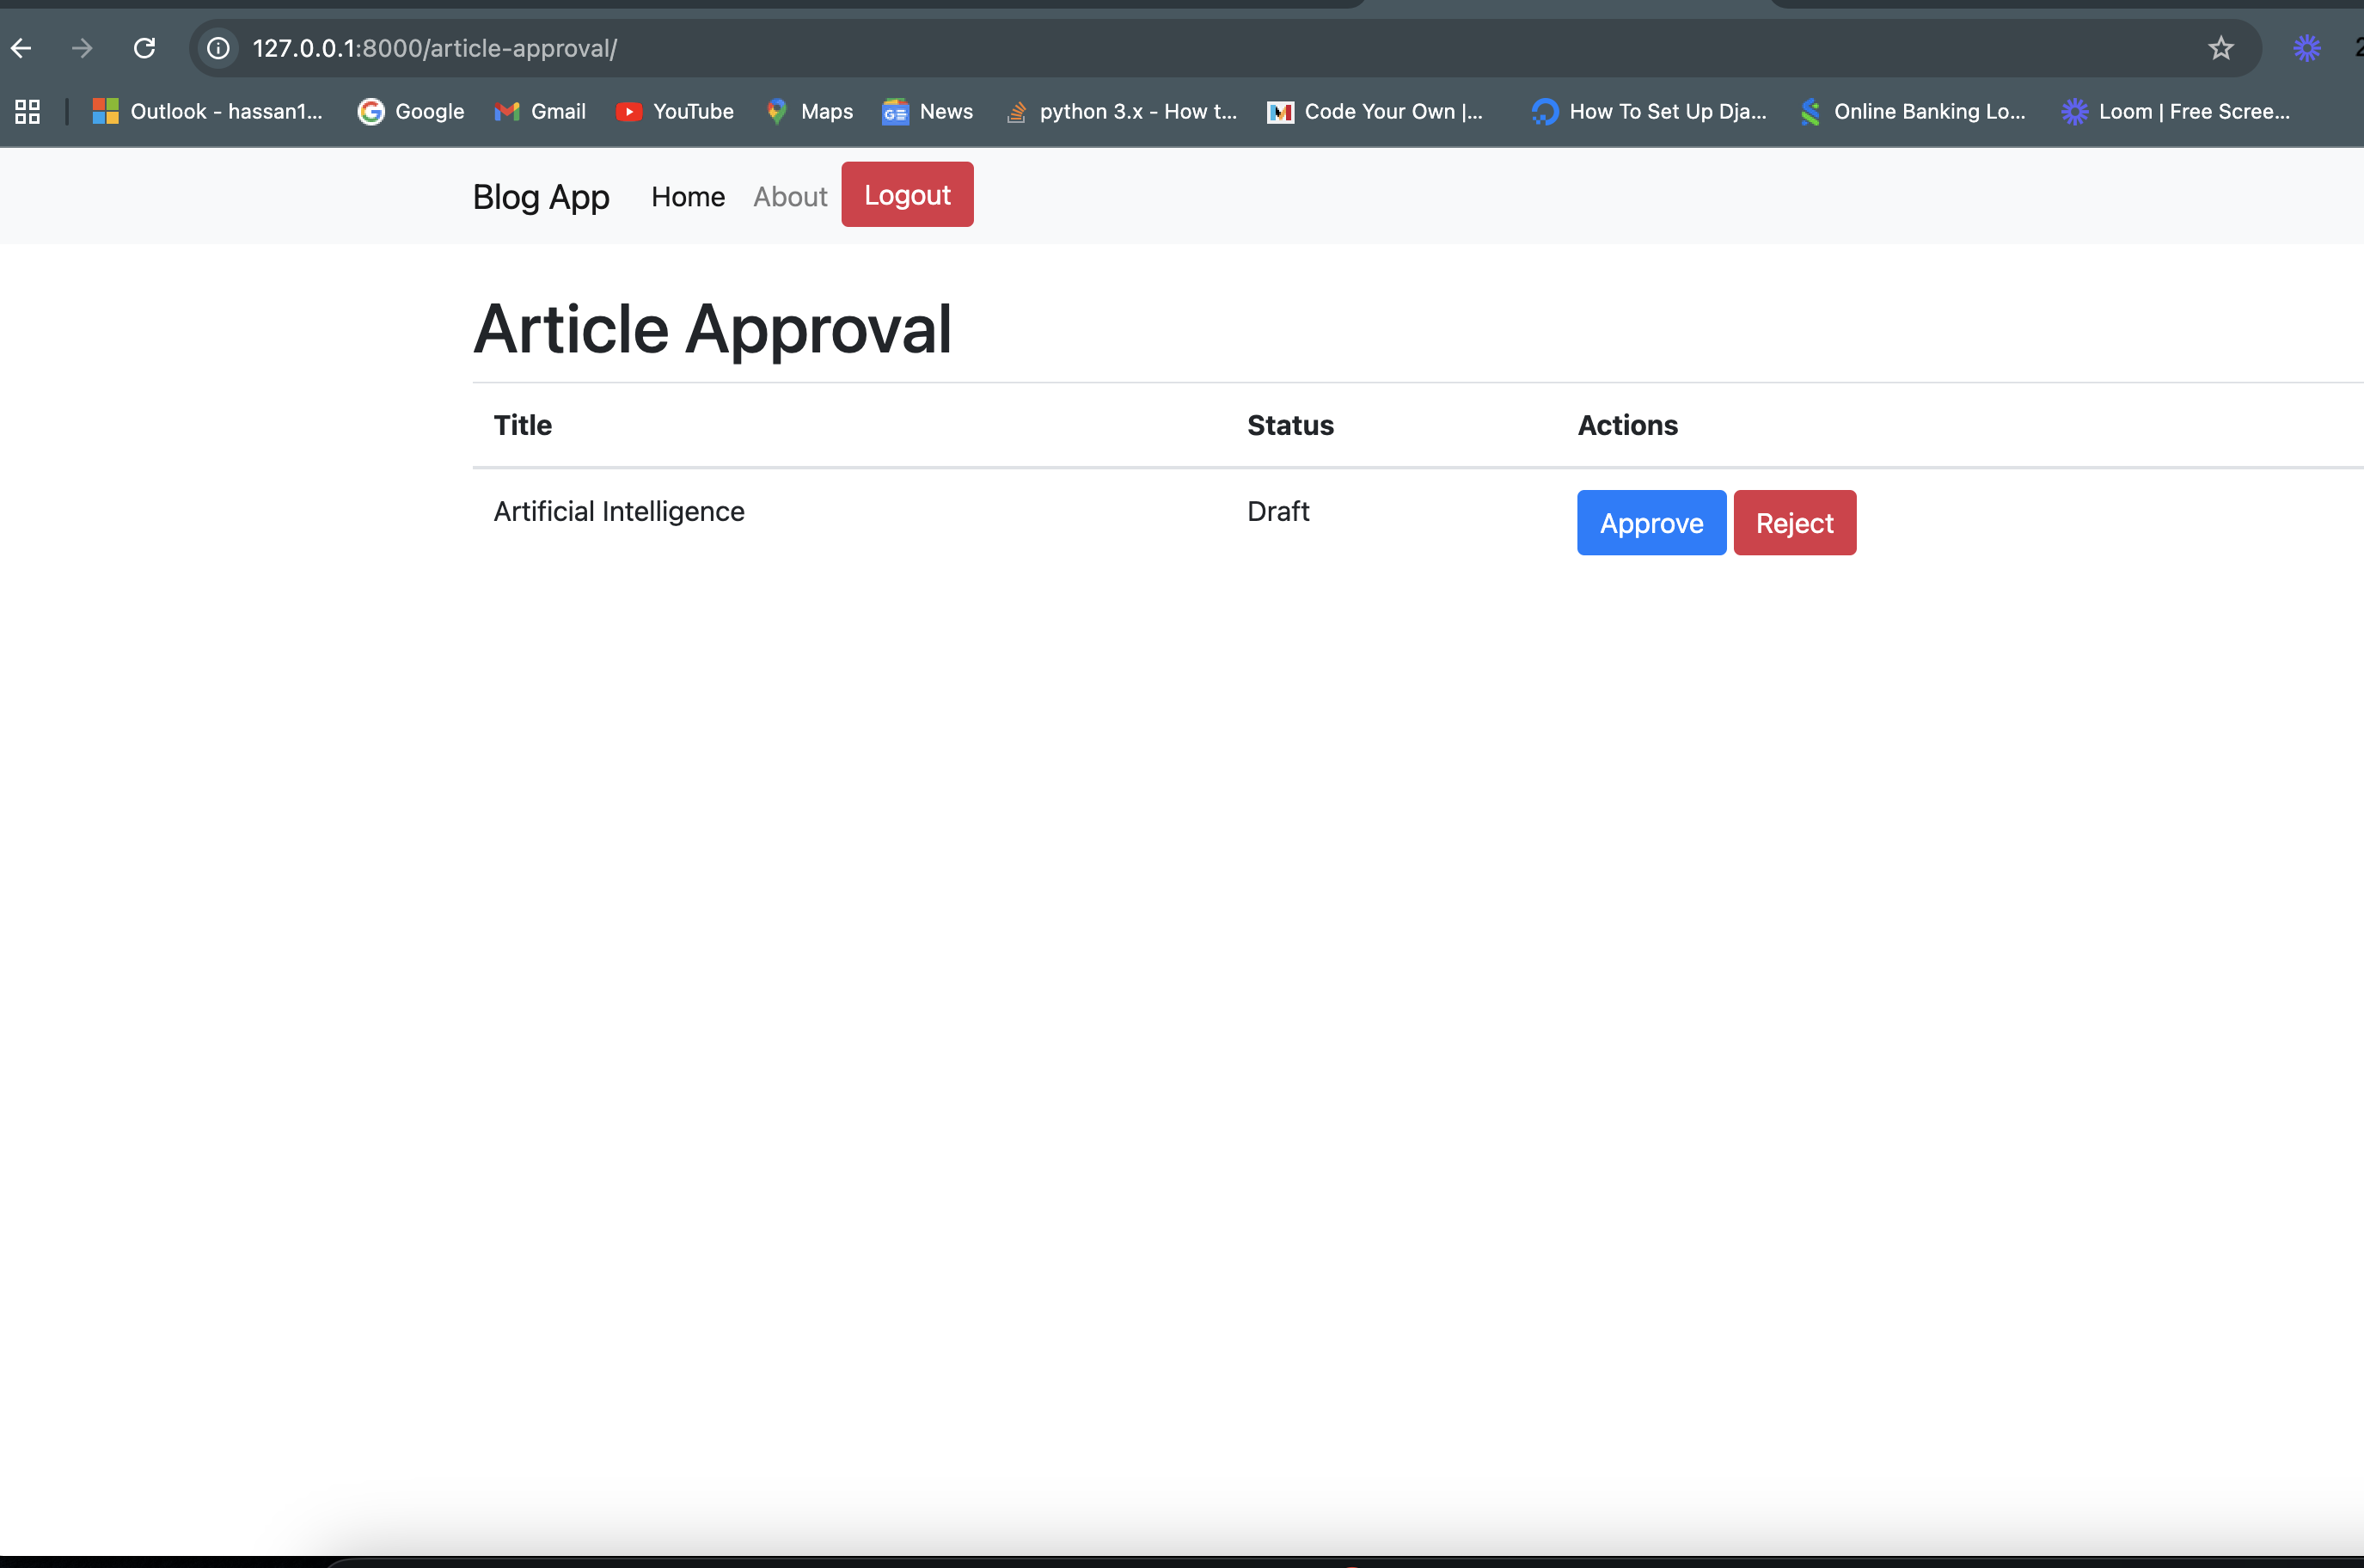 127.0.0.1:8000/article-approval/
Outlook - hassan1... Google Gmail YouTube Maps News python 3.x - How t... Code Your Own |... How To Set Up Dja... Online Banking Lo... Loom | Free Scree...
Blog App Home About Logout
Article Approval
Title Status Actions
Artificial Intelligence Draft Approve Reject